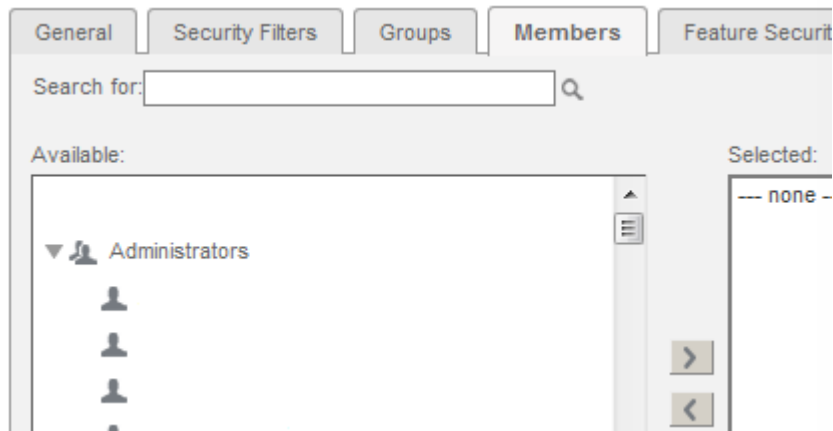 General Security Filters Groups Members Feature Securit
Search for:
Available: Selected:
--- none --
Administrators